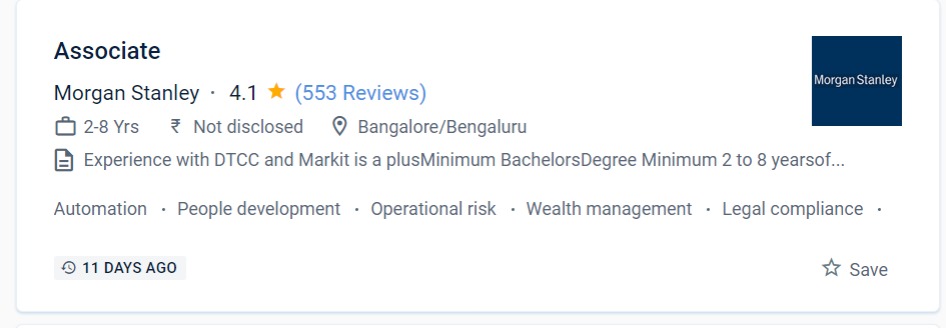 Associate
Morgan Stanley · 4.1 (553 Reviews)
Morgan Stanley
2-8 Yrs ₹ Not disclosed Bangalore/Bengaluru
Experience with DTCC and Markit is a plusMinimum BachelorsDegree Minimum 2 to 8 yearsof...
Automation · People development · Operational risk · Wealth management · Legal compliance ·
11 DAYS AGO
Save